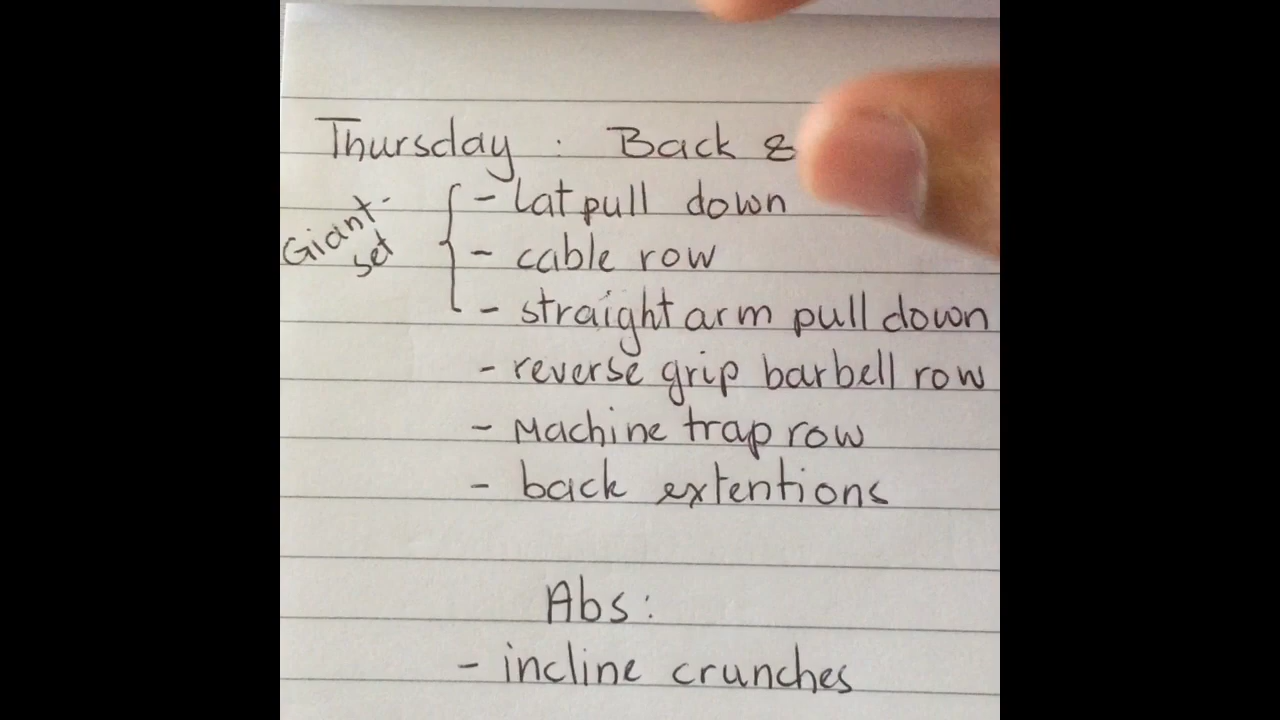 Thursday : Back &
Giant-
set
- Lat pull down
- cable row
- straight arm pull down
- reverse grip barbell row
- Machine trap row
- back extentions
Abs:
- incline crunches